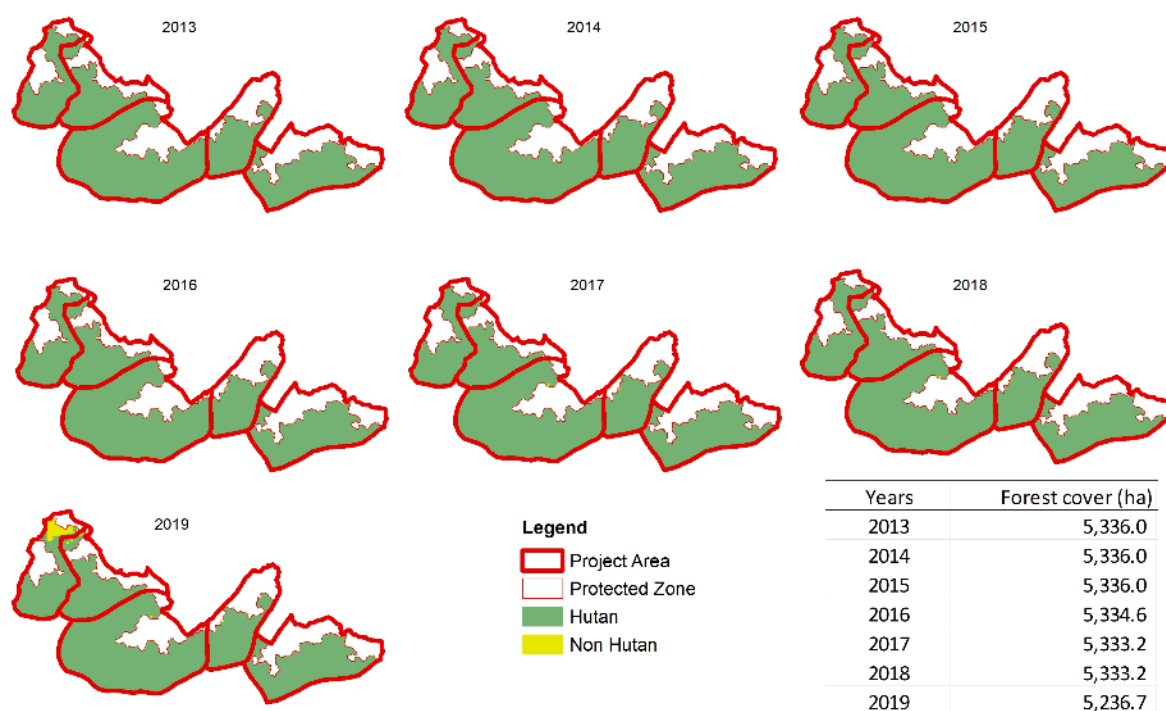 2013
2014
2015
2016
2017
2018
2019
Legend
Project Area
Protected Zone
Hutan
Non Hutan
Years Forest cover (ha)
2013 5,336.0
2014 5,336.0
2015 5,336.0
2016 5,334.6
2017 5,333.2
2018 5,333.2
2019 5,236.7